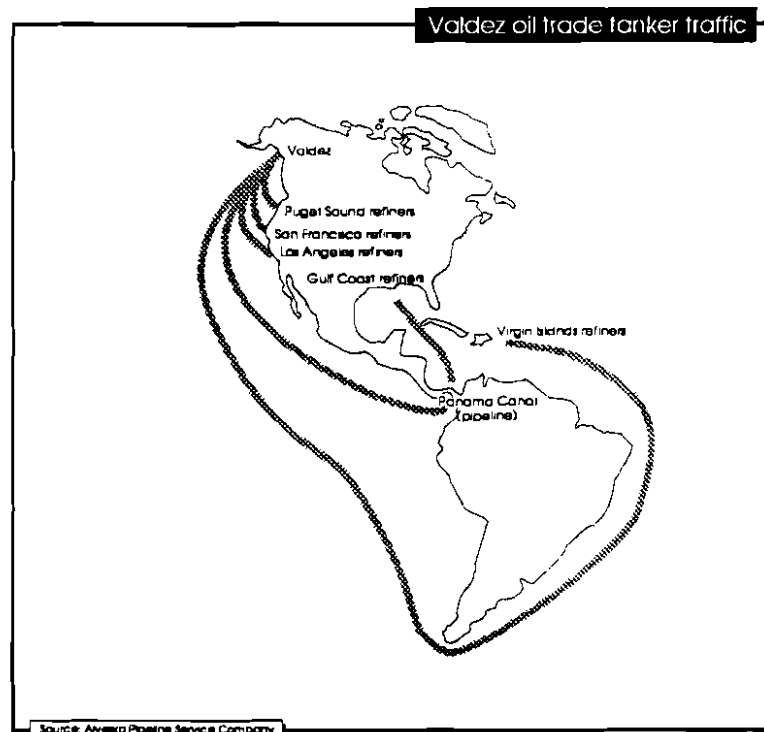 Valdez oil trade tanker traffic
Valdez
Puget Sound refiners
San Francisco refiners
Los Angeles refiners
Gulf Coast refiners
Virgin Islands refiners
Panama Canal
(pipeline)
Source: Alyeska Pipeline Service Company